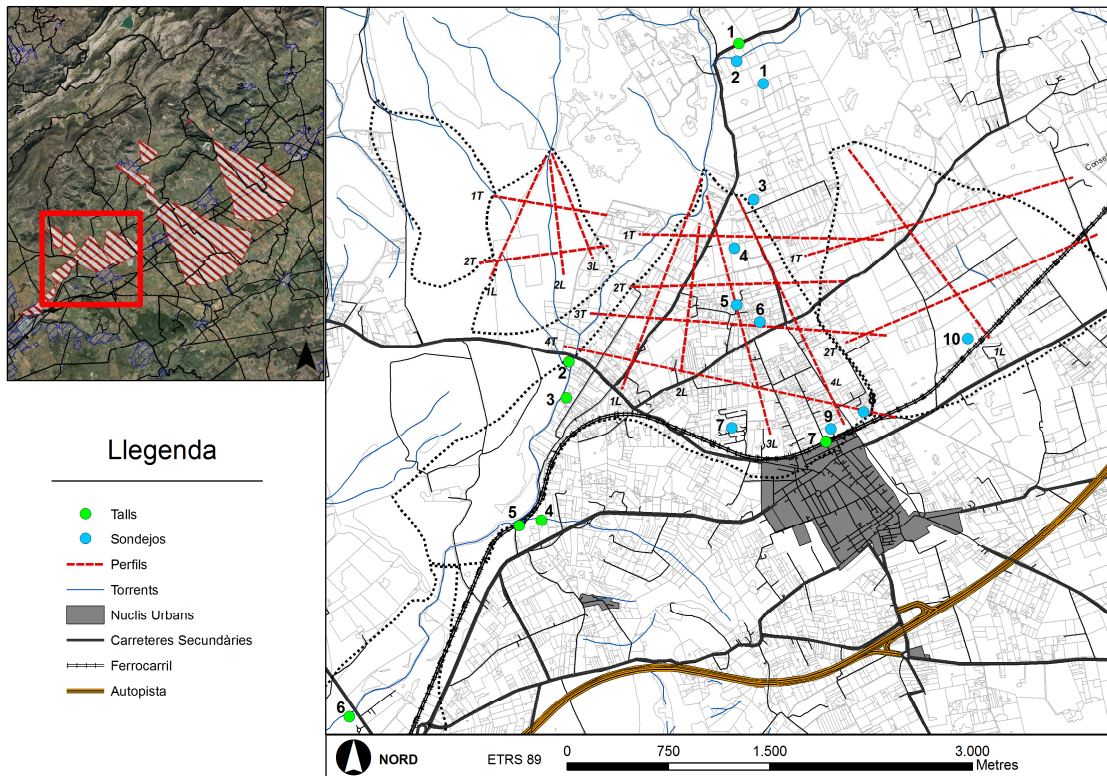 Llegenda
Talls
Sondejos
Perfils
Torrents
Nuclis Urbans
Carreteres Secundàries
Ferrocarril
Autopista
1
2
1
3
1T
1T
4
1T
2T
3L
1L
2L
2T
5
3T
6
4T
2T
10
1L
2
3
1L
2L
4L
8
7
9
3L
7
5
4
6
NORD
ETRS 89
0
750
1.500
3.000
Metres